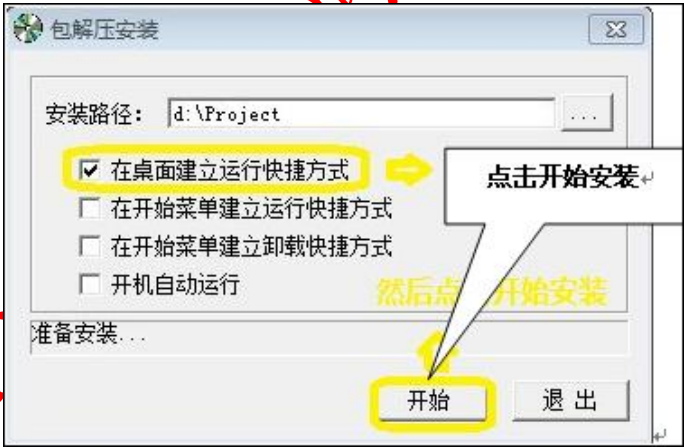 包解压安装
安装路径：
d:\Project
...
在桌面建立运行快捷方式
点击开始安装
在开始菜单建立运行快捷方式
在开始菜单建立卸载快捷方式
开机自动运行
然后点 开始安装
准备安装...
开始
退出